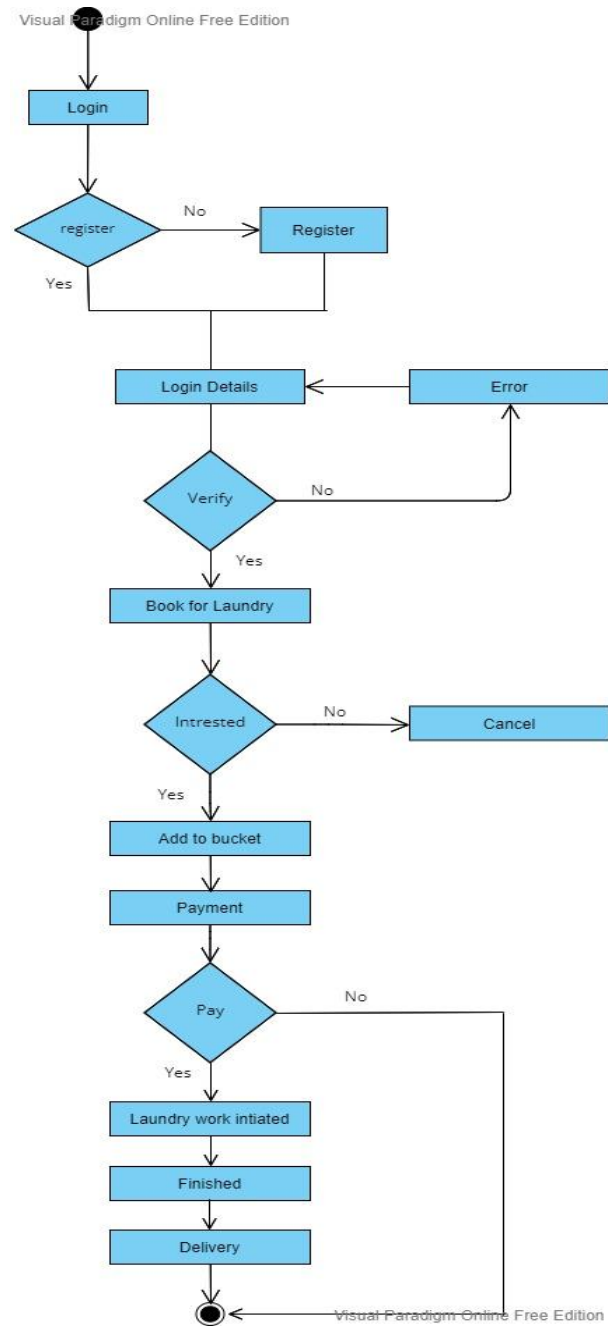 Visual Paradigm Online Free Edition
Login
register
No
Register
Yes
Login Details
Error
Verify
No
Yes
Book for Laundry
Intrested
No
Cancel
Yes
Add to bucket
Payment
Pay
No
Yes
Laundry work intiated
Finished
Delivery
Visual Paradigm Online Free Edition